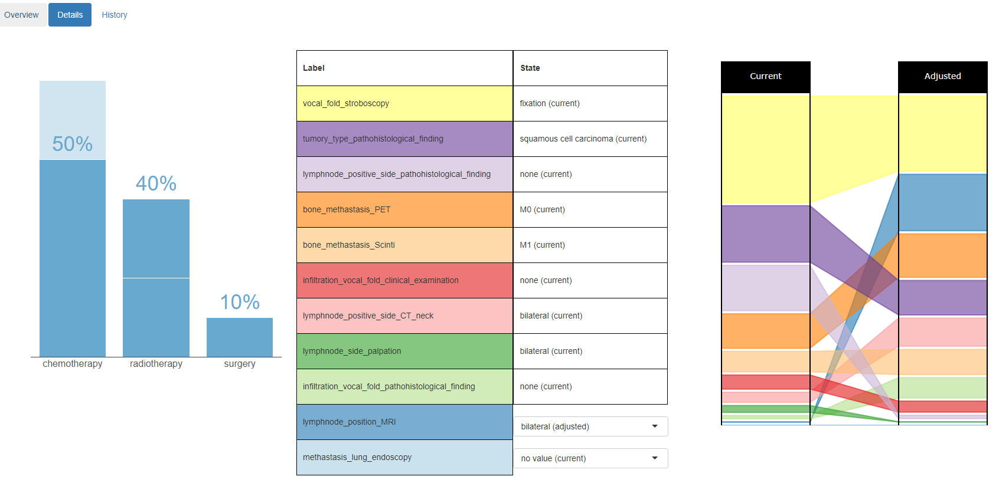 Overview Details History
50%
40%
10%
chemotherapy radiotherapy surgery
Label State
vocal_fold_stroboscopy fixation (current)
tumory_type_pathohistological_finding squamous cell carcinoma (current)
lymphnode_positive_side_pathohistological_finding none (current)
bone_methastasis_PET M0 (current)
bone_methastasis_Scinti M1 (current)
infiltration_vocal_fold_clinical_examination none (current)
lymphnode_positive_side_CT_neck bilateral (current)
lymphnode_side_palpation bilateral (current)
infiltration_vocal_fold_pathohistological_finding none (current)
lymphnode_position_MRI bilateral (adjusted)
methastasis_lung_endoscopy no value (current)
Current Adjusted